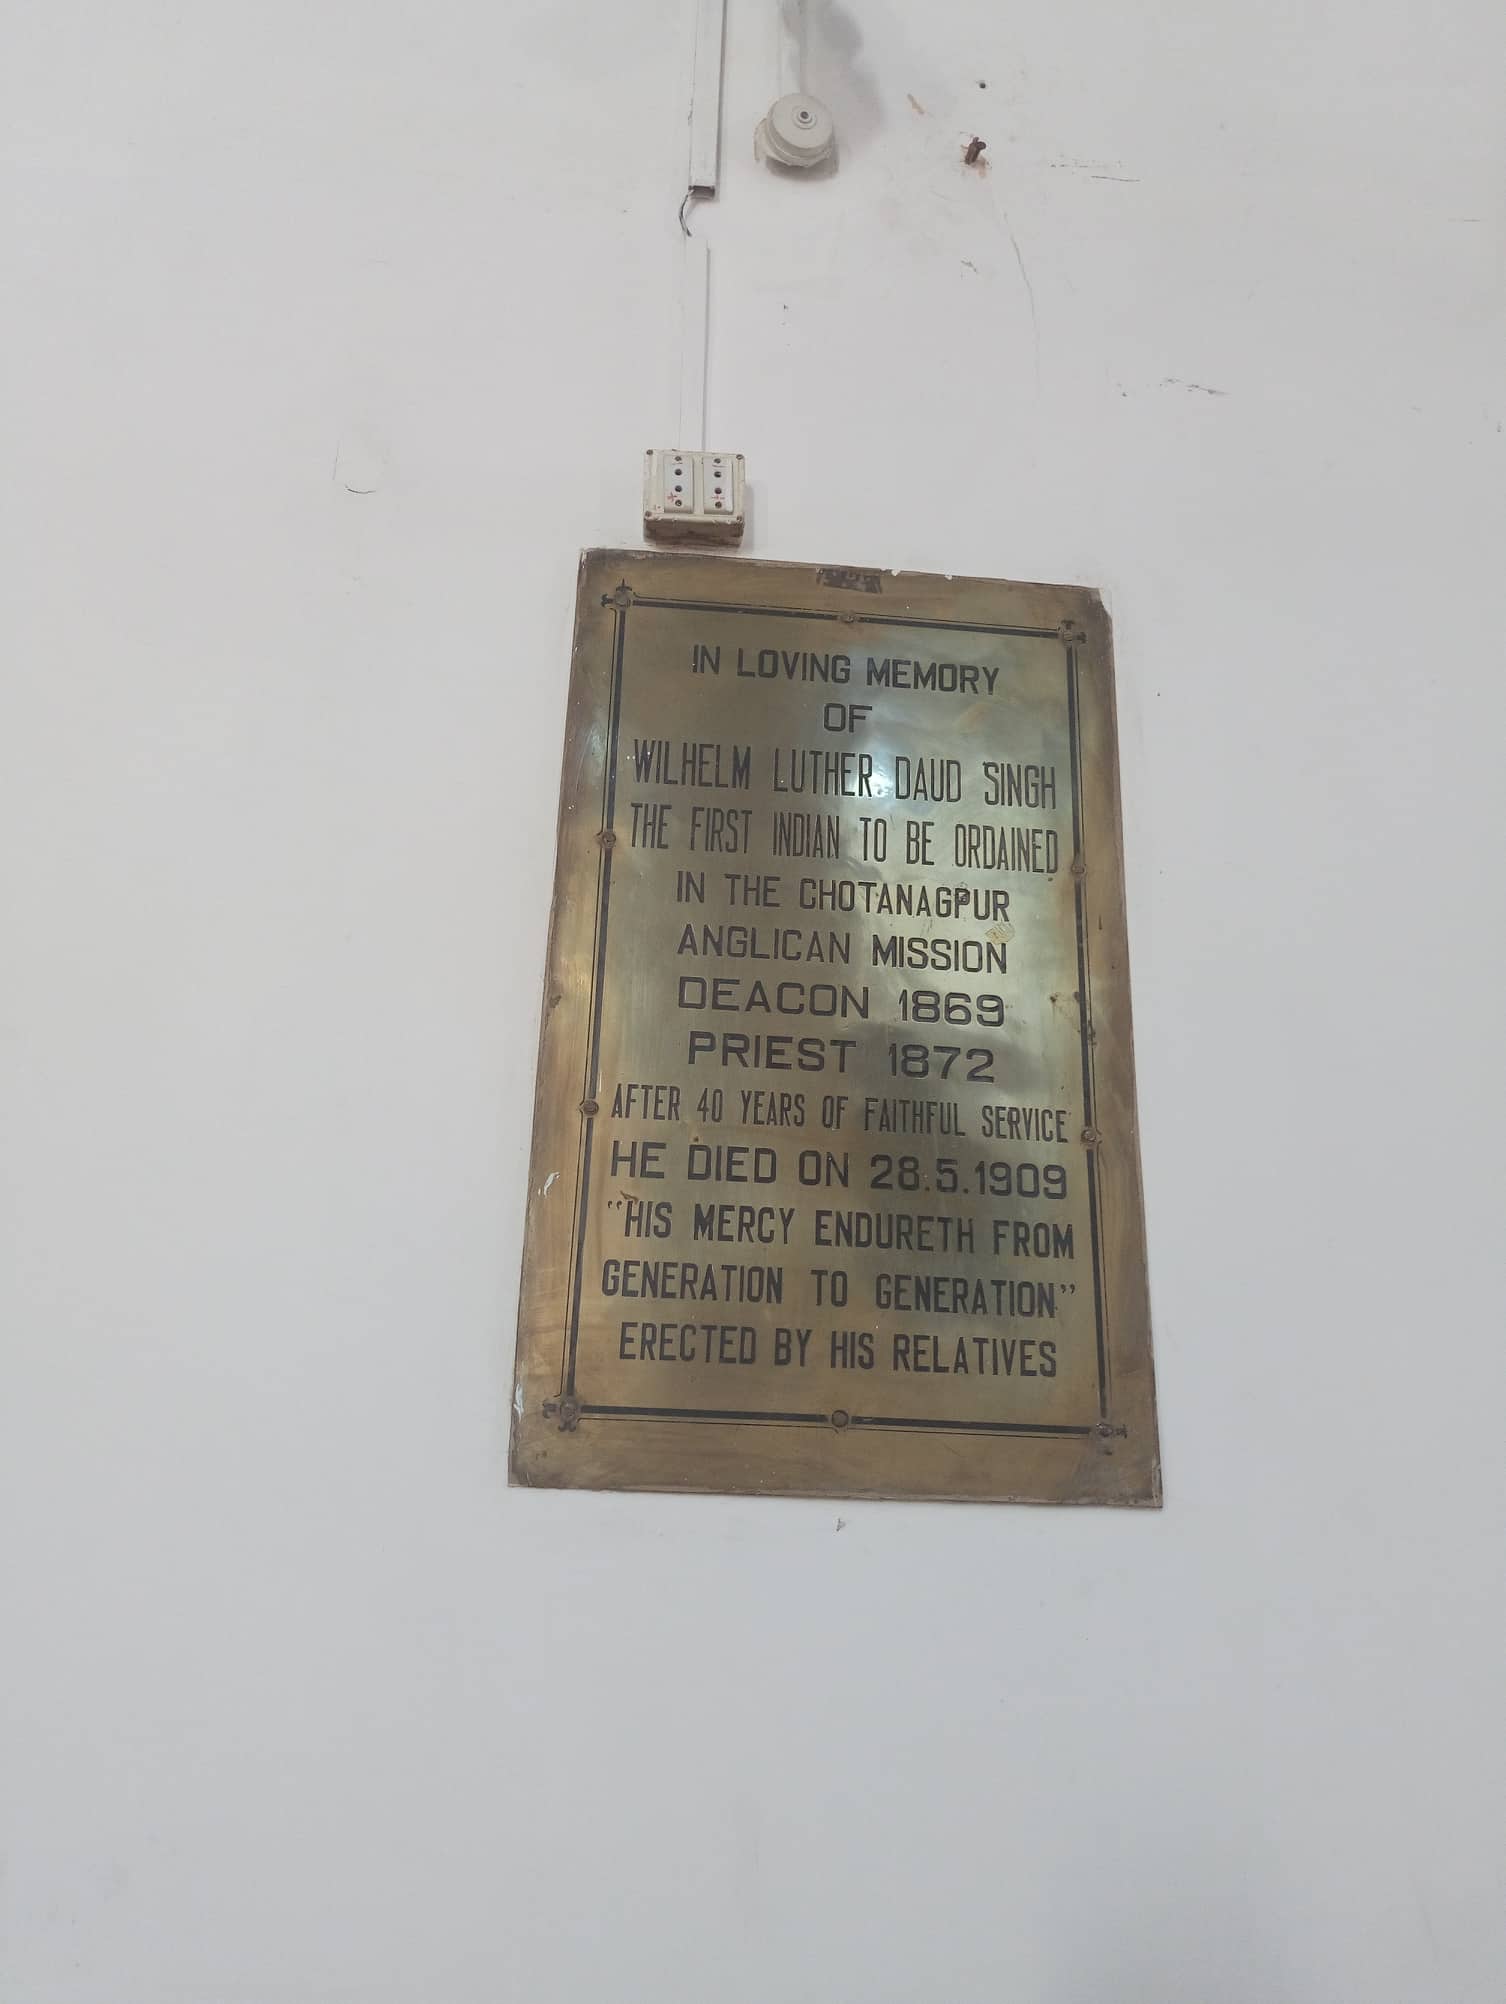 IN LOVING MEMORY
OF
WILHELM LUTHER DAUD SINGH
THE FIRST INDIAN TO BE ORDAINED
IN THE CHOTANAGPUR
ANGLICAN MISSION
DEACON 1869
PRIEST 1872
AFTER 40 YEARS OF FAITHFUL SERVICE
HE DIED ON 28.5.1909
"HIS MERCY ENDURETH FROM
GENERATION TO GENERATION"
ERECTED BY HIS RELATIVES